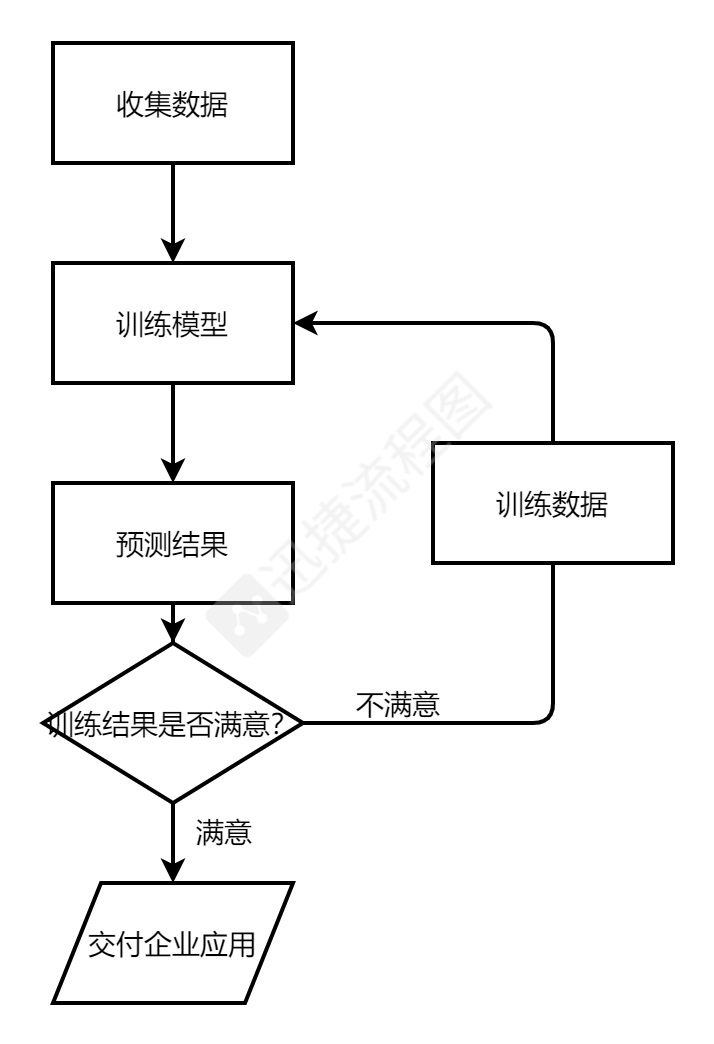 收集数据
训练模型
迅捷流程图
训练数据
预测结果
不满意
训练结果是否满意？
满意
交付企业应用